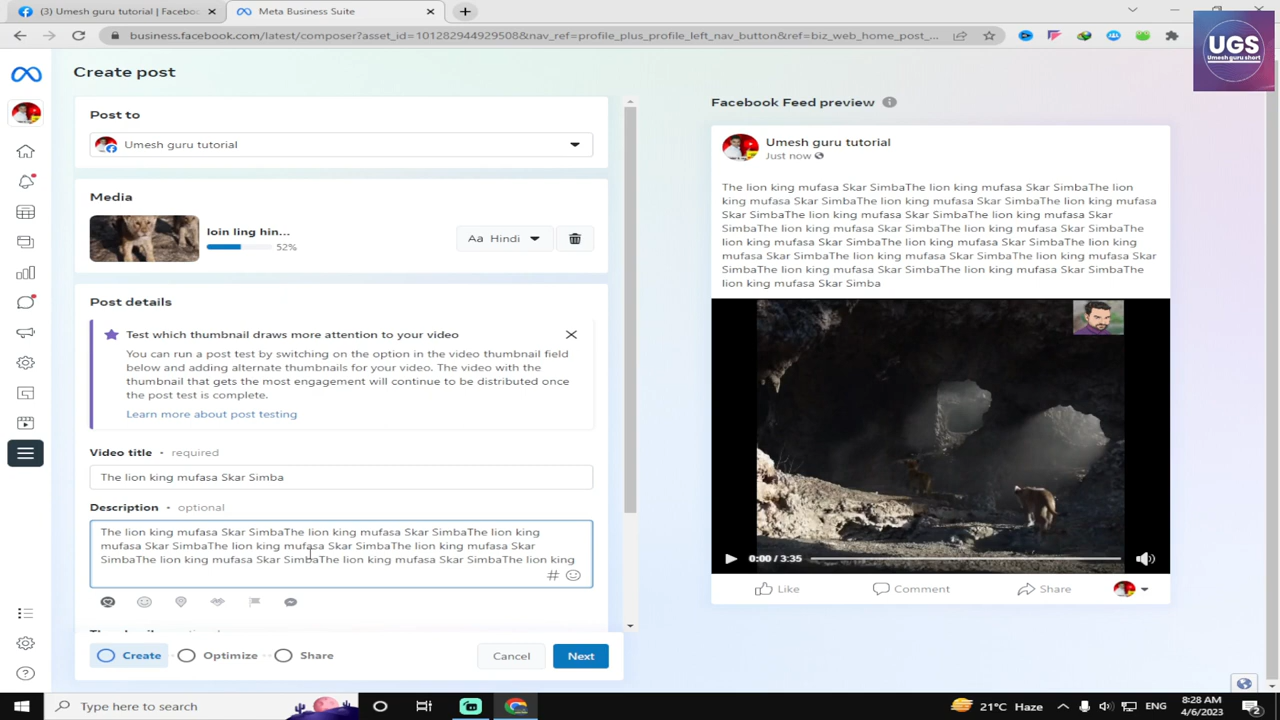 (3) Umesh guru tutorial | Faceboo
Meta Business Suite
business.facebook.com/latest/composer?asset_id=101282944929508&nav_ref=profile_plus_profile_left_nav_button&ref=biz_web_home_post_...
UGS
Umesh guru short
Create post
Post to
Umesh guru tutorial
Media
loin ling hin...
52%
Aa Hindi
Post details
Test which thumbnail draws more attention to your video
You can run a post test by switching on the option in the video thumbnail field
below and adding alternate thumbnails for your video. The video with the
thumbnail that gets the most engagement will continue to be distributed once
the post test is complete.
Learn more about post testing
Video title • required
The lion king mufasa Skar Simba
Description • optional
The lion king mufasa Skar SimbaThe lion king mufasa Skar SimbaThe lion king
mufasa Skar SimbaThe lion king mufasa Skar SimbaThe lion king mufasa Skar
SimbaThe lion king mufasa Skar SimbaThe lion king mufasa Skar SimbaThe lion king
Create
Optimize
Share
Cancel
Next
Facebook Feed preview
Umesh guru tutorial
Just now
The lion king mufasa Skar SimbaThe lion king mufasa Skar SimbaThe lion
king mufasa Skar SimbaThe lion king mufasa Skar SimbaThe lion king mufasa
Skar SimbaThe lion king mufasa Skar SimbaThe lion king mufasa Skar
SimbaThe lion king mufasa Skar SimbaThe lion king mufasa Skar SimbaThe
lion king mufasa Skar SimbaThe lion king mufasa Skar SimbaThe lion king
mufasa Skar SimbaThe lion king mufasa Skar SimbaThe lion king mufasa Skar
SimbaThe lion king mufasa Skar SimbaThe lion king mufasa Skar SimbaThe
lion king mufasa Skar Simba
0:00 / 3:35
Like
Comment
Share
Type here to search
21°C Haze
ENG
8:28 AM
4/6/2023
2